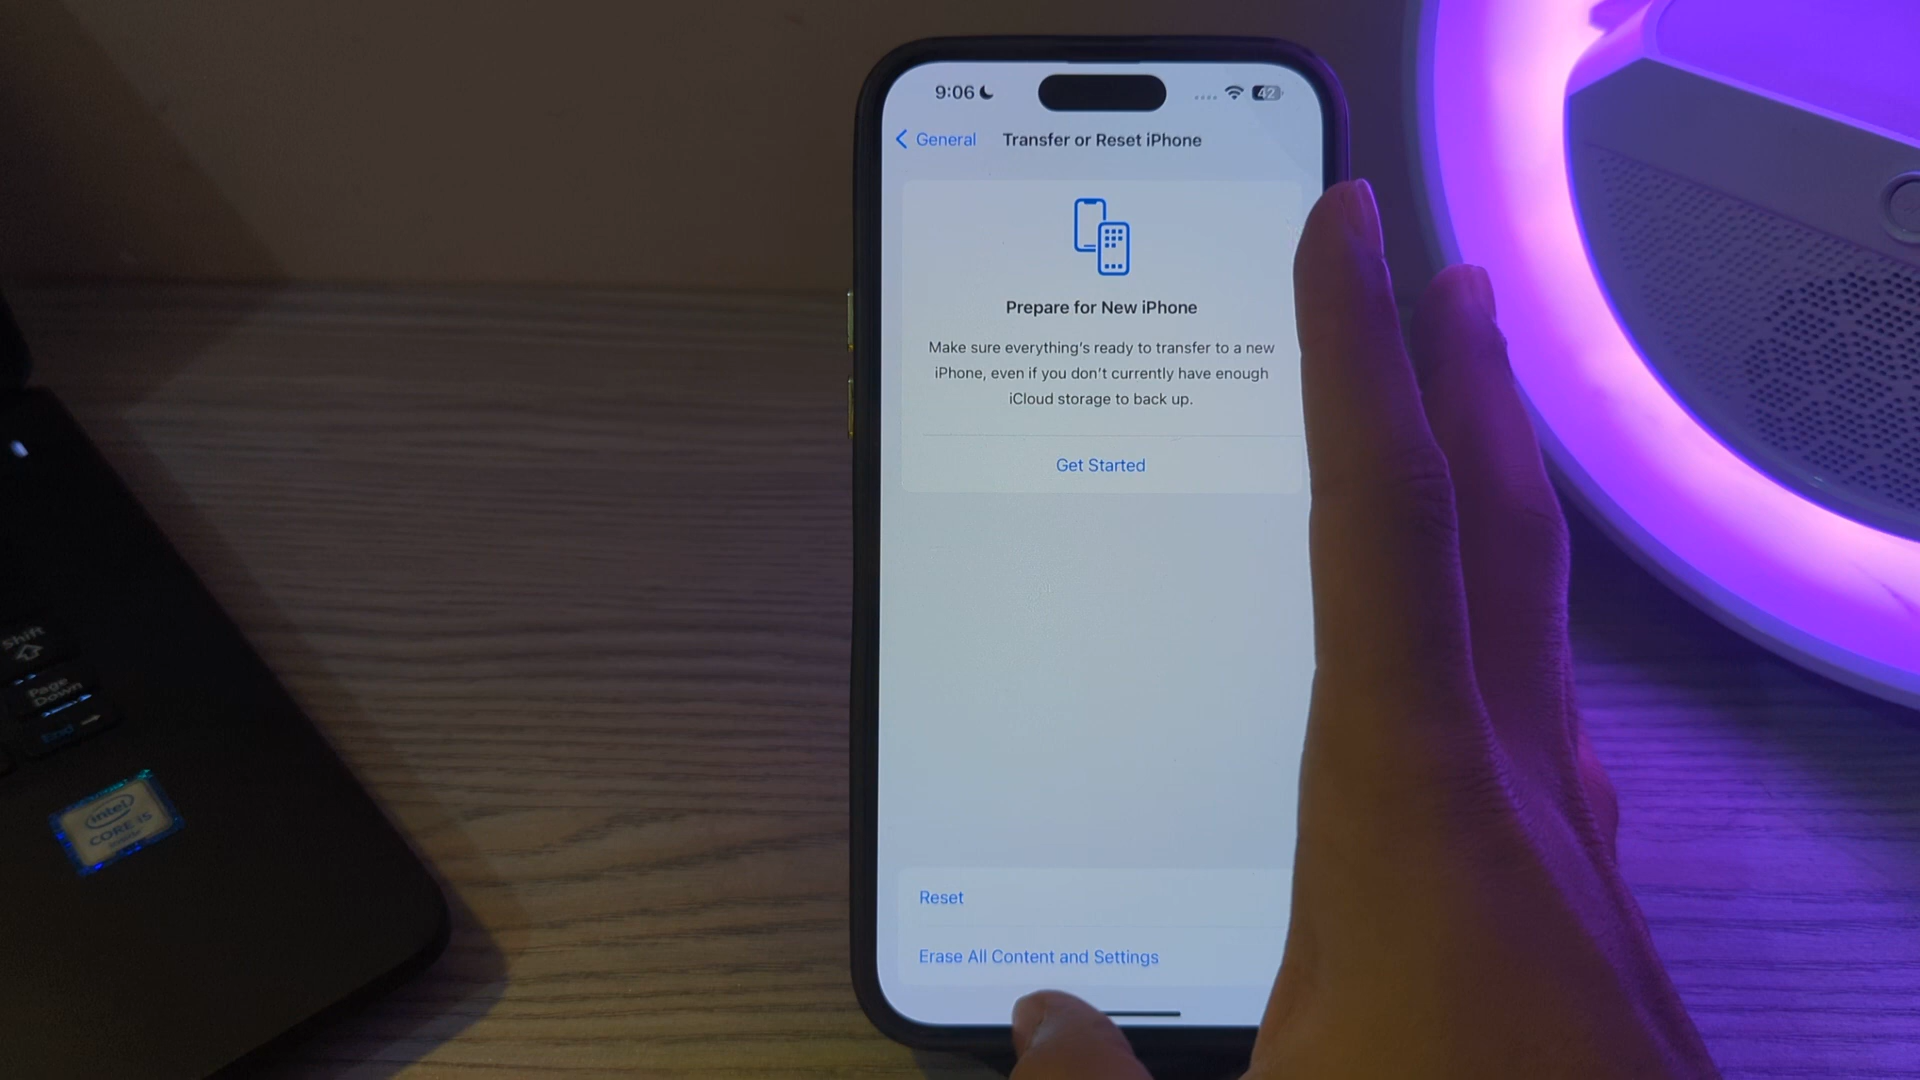 9:06
42
General
Transfer or Reset iPhone
Prepare for New iPhone
Make sure everything's ready to transfer to a new
iPhone, even if you don't currently have enough
iCloud storage to back up.
Get Started
Reset
Erase All Content and Settings
Shift
Page
Down
End
intel
CORE i5